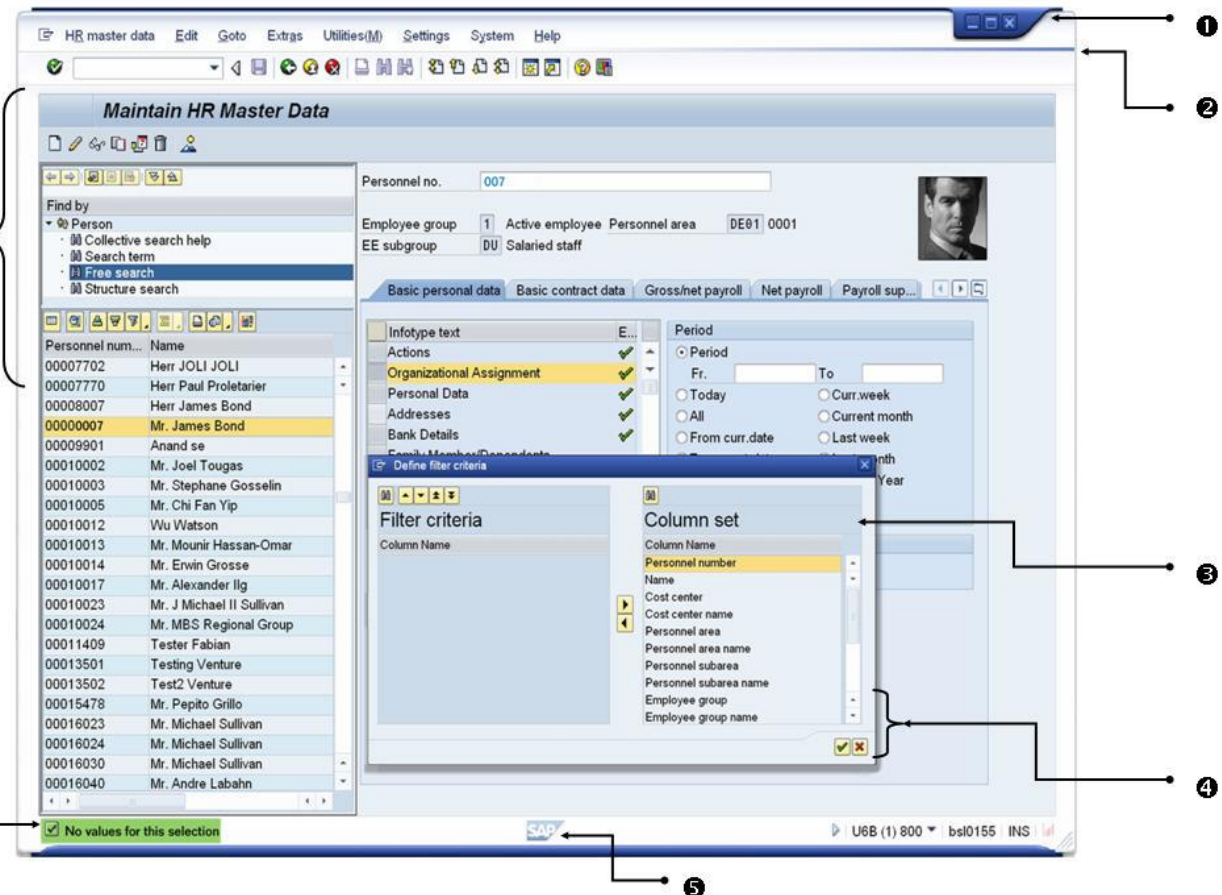 HR master data Edit Goto Extras Utilities(M) Settings System Help
❶
❷
Maintain HR Master Data
Find by
Person
Collective search help
Search term
Free search
Structure search
Personnel no. 007
Employee group 1 Active employee Personnel area DE01 0001
EE subgroup DU Salaried staff
Basic personal data Basic contract data Gross/net payroll Net payroll Payroll sup...
Personnel num... Name
00007702 Herr JOLI JOLI
00007770 Herr Paul Proletarier
00008007 Herr James Bond
00000007 Mr. James Bond
00009901 Anand se
00010002 Mr. Joel Tougas
00010003 Mr. Stephane Gosselin
00010005 Mr. Chi Fan Yip
00010012 Wu Watson
00010013 Mr. Mounir Hassan-Omar
00010014 Mr. Erwin Grosse
00010017 Mr. Alexander Ilg
00010023 Mr. J Michael II Sullivan
00010024 Mr. MBS Regional Group
00011409 Tester Fabian
00013501 Testing Venture
00013502 Test2 Venture
00015478 Mr. Pepito Grillo
00016023 Mr. Michael Sullivan
00016024 Mr. Michael Sullivan
00016030 Mr. Michael Sullivan
00016040 Mr. Andre Labahn
Infotype text E...
Actions
Organizational Assignment
Personal Data
Addresses
Bank Details
Family Member/Dependents
Period
Period
Fr. To
Today Curr.week
All Current month
From curr.date Last week
Year
Define filter criteria
Filter criteria
Column Name
Column set
Column Name
Personnel number
Name
Cost center
Cost center name
Personnel area
Personnel area name
Personnel subarea
Personnel subarea name
Employee group
Employee group name
❸
❹
No values for this selection
SAP
U6B (1) 800 bsl0155 INS
❺